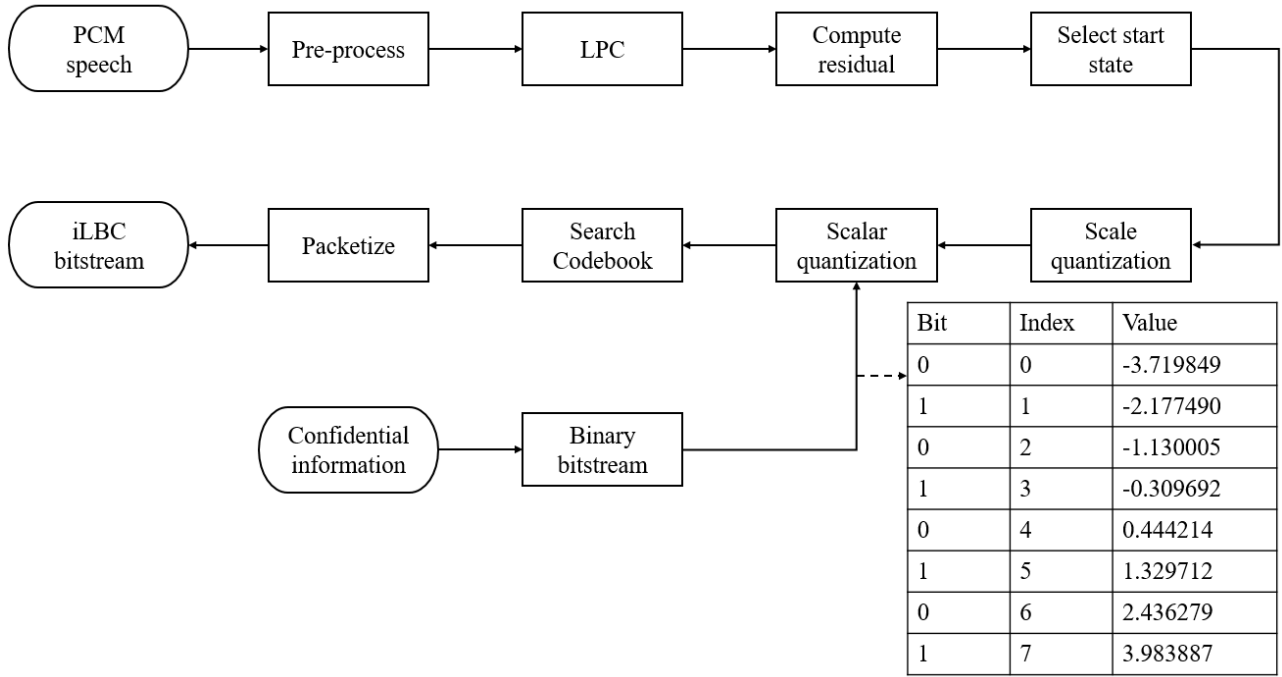 PCM
speech
Pre-process
LPC
Compute
residual
Select start
state
iLBC
bitstream
Packetize
Search
Codebook
Scalar
quantization
Scale
quantization
Confidential
information
Binary
bitstream
Bit Index Value
0 0 -3.719849
1 1 -2.177490
0 2 -1.130005
1 3 -0.309692
0 4 0.444214
1 5 1.329712
0 6 2.436279
1 7 3.983887